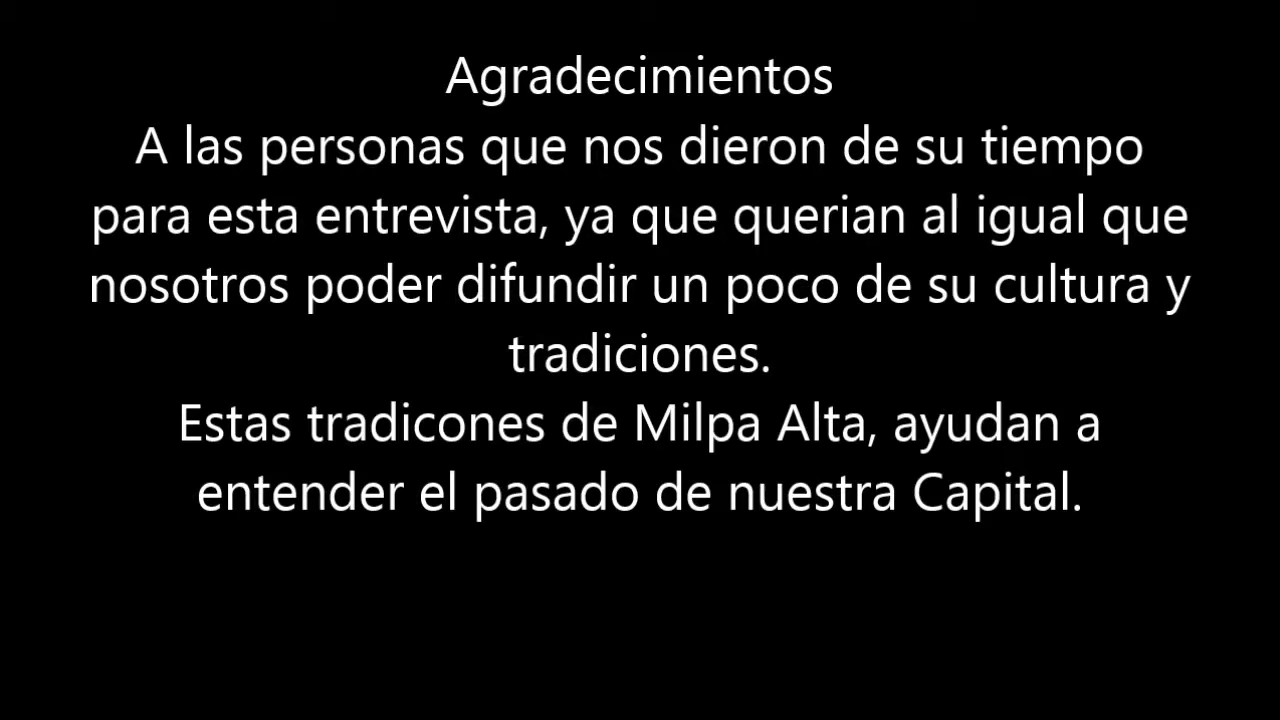 Agradecimientos
A las personas que nos dieron de su tiempo
para esta entrevista, ya que querian al igual que
nosotros poder difundir un poco de su cultura y
tradiciones.
Estas tradicones de Milpa Alta, ayudan a
entender el pasado de nuestra Capital.